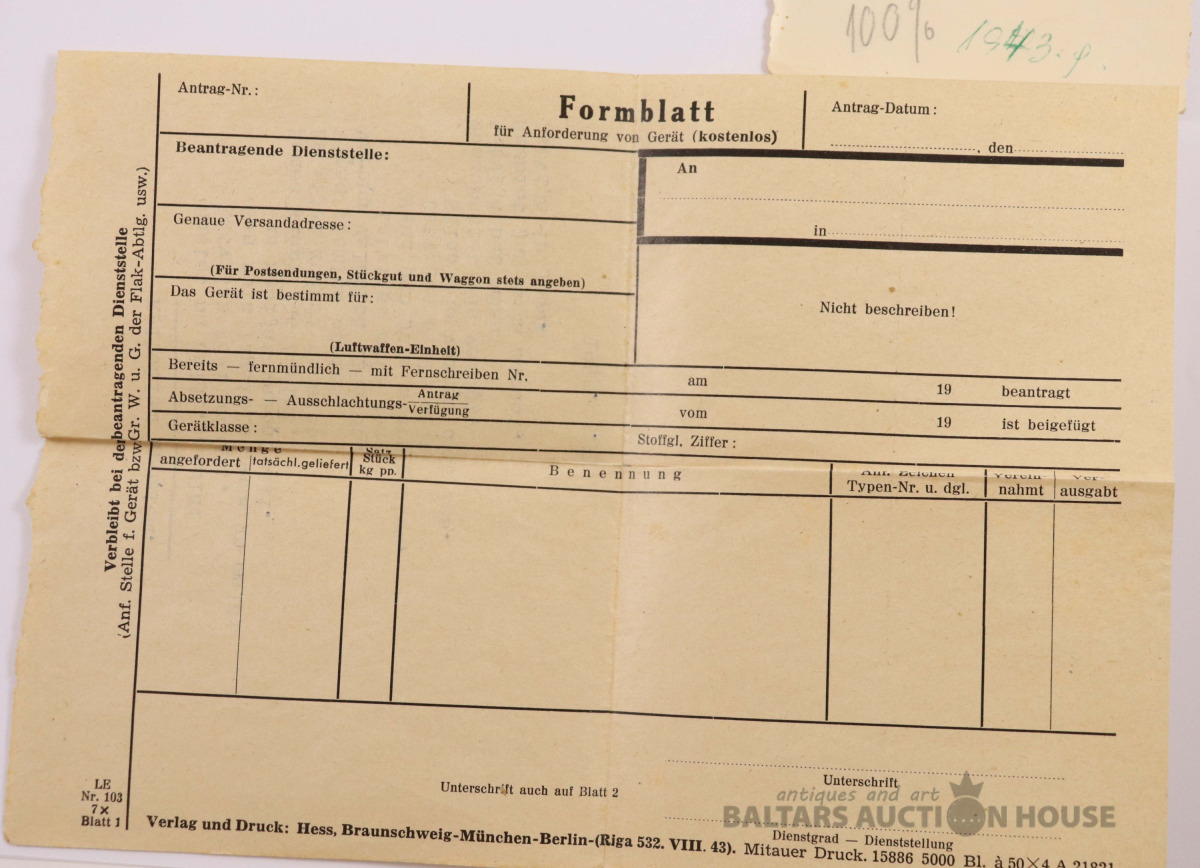 100%
1943.g.
Antrag-Nr.:
Formblatt
für Anforderung von Gerät (kostenlos)
Antrag-Datum:
, den
Beantragende Dienststelle:
An
in
Genaue Versandadresse:
(Für Postsendungen, Stückgut und Waggon stets angeben)
Das Gerät ist bestimmt für:
(Luftwaffen-Einheit)
Nicht beschreiben!
Bereits — fernmündlich — mit Fernschreiben Nr. am 19 beantragt
Absetzungs- — Ausschlachtungs- Antrag
Verfügung
vom 19 ist beigefügt
Gerätklasse: Stoffgl. Ziffer:
Menge
angefordert tatsächl. geliefert
Stück
kg pp.
Benennung
Anf. Zeichen
Typen-Nr. u. dgl.
Verein-
nahmt
Ver-
ausgabt
Verbleibt bei der beantragenden Dienststelle
(Anf. Stelle f. Gerät bzw Gr. W. u. G. der Flak-Abtlg. usw.)
Unterschrift auch auf Blatt 2
Unterschrift
Dienstgrad — Dienststellung
LE
Nr. 103
7×
Blatt 1
Verlag und Druck: Hess, Braunschweig-München-Berlin-(Riga 532. VIII. 43). Mitauer Druck. 15886 5000 Bl. à 50×4 A 21821
antiques and art
BALTARS AUCTION HOUSE